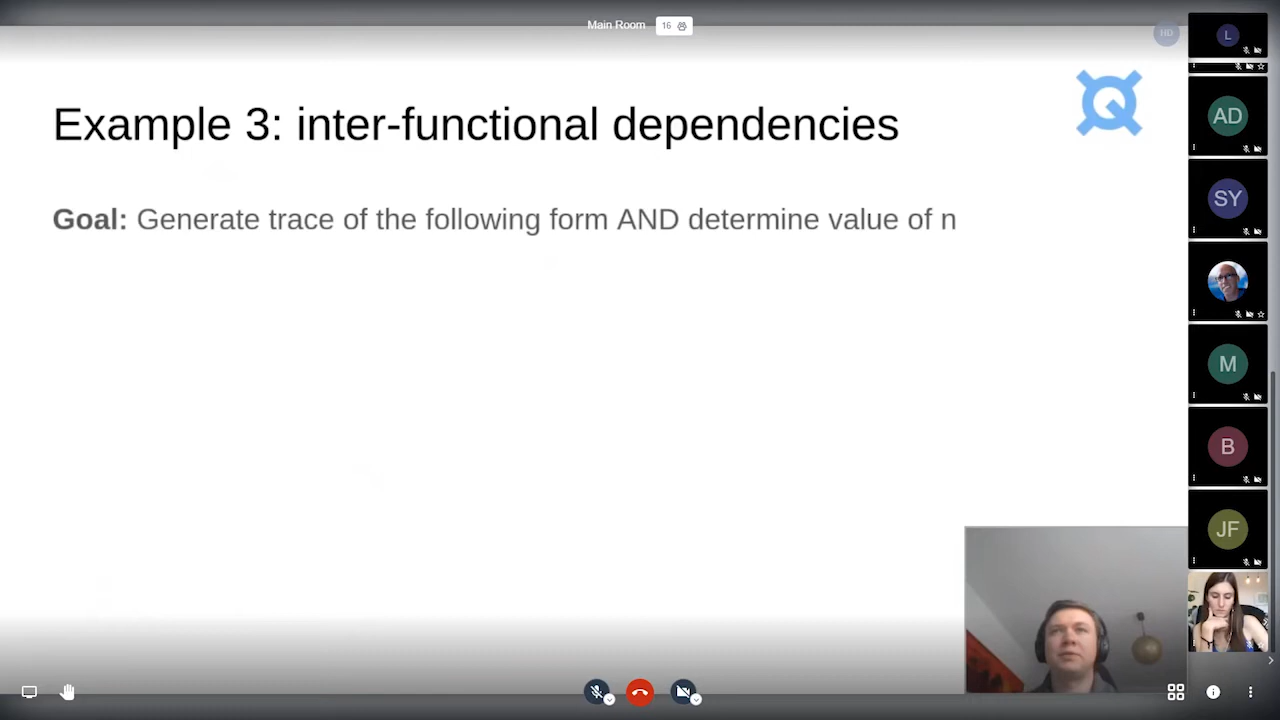 Main Room 16
HD
L
Example 3: inter-functional dependencies
Q
AD
SY
Goal: Generate trace of the following form AND determine value of n
M
B
JF